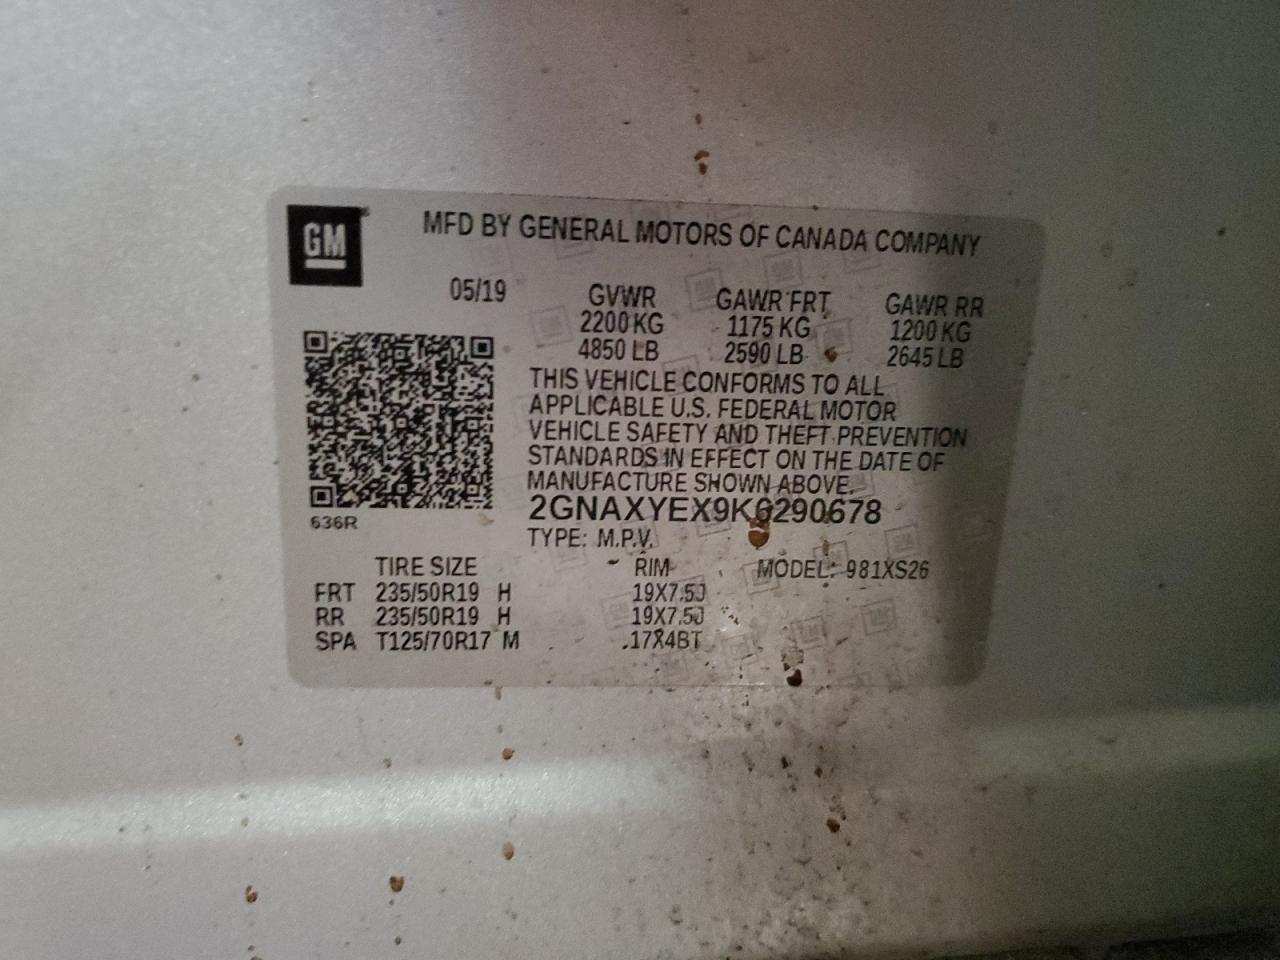 GM
MFD BY GENERAL MOTORS OF CANADA COMPANY
05/19 GVWR GAWR FRT GAWR RR
2200 KG 1175 KG 1200 KG
4850 LB 2590 LB 2645 LB
THIS VEHICLE CONFORMS TO ALL
APPLICABLE U.S. FEDERAL MOTOR
VEHICLE SAFETY AND THEFT PREVENTION
STANDARDS IN EFFECT ON THE DATE OF
MANUFACTURE SHOWN ABOVE.
2GNAXYEX9K6290678
636R
TYPE: M.P.V.
TIRE SIZE RIM MODEL: 981XS26
FRT 235/50R19 H 19X7.5J
RR 235/50R19 H 19X7.5J
SPA T125/70R17 M 17X4BT